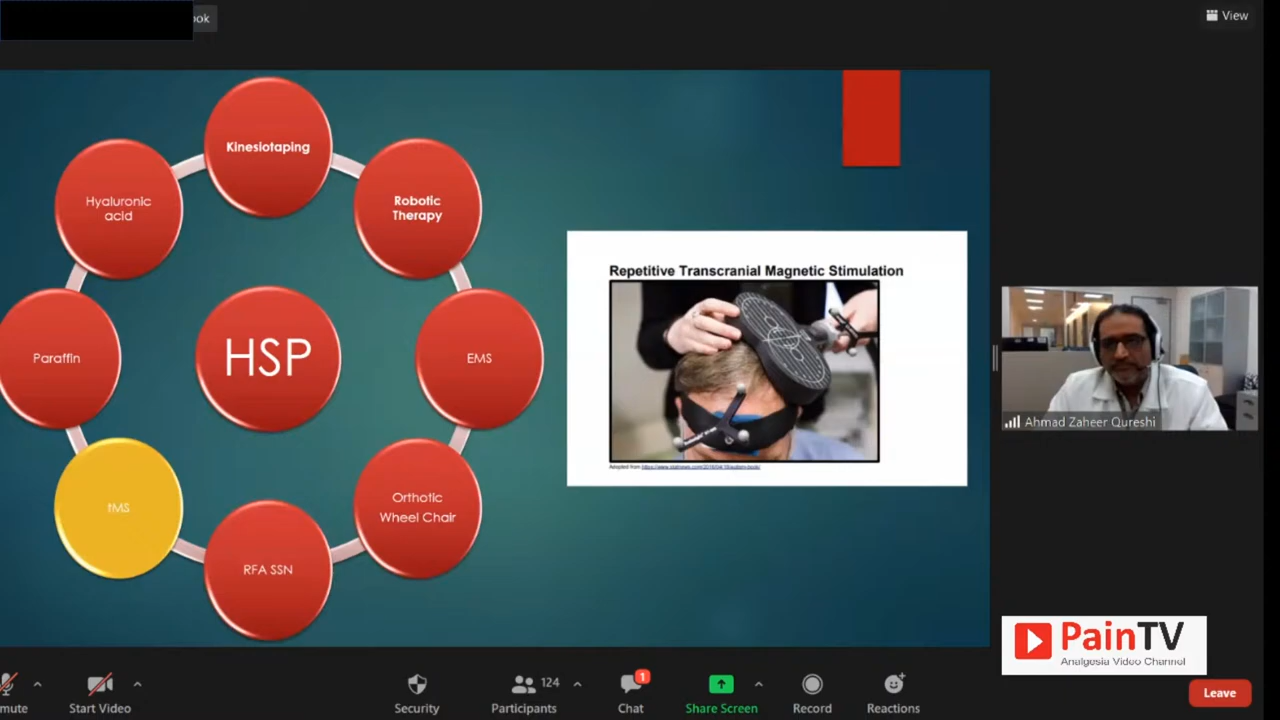 ook
View
Kinesiotaping
Hyaluronic
acid
Robotic
Therapy
Repetitive Transcranial Magnetic Stimulation
Paraffin
HSP
EMS
tMS
Orthotic
Wheel Chair
RFA SSN
Ahmad Zaheer Qureshi
PainTV
Analgesia Video Channel
mute
Start Video
Security
124
Participants
1
Chat
Share Screen
Record
Reactions
Leave